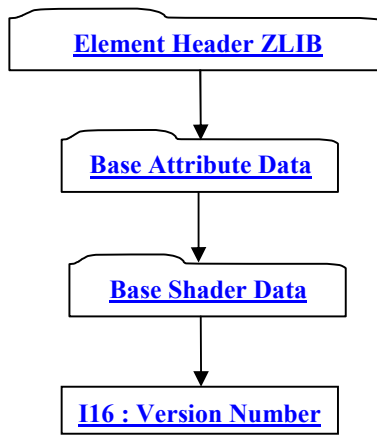 Element Header ZLIB
Base Attribute Data
Base Shader Data
I16 : Version Number